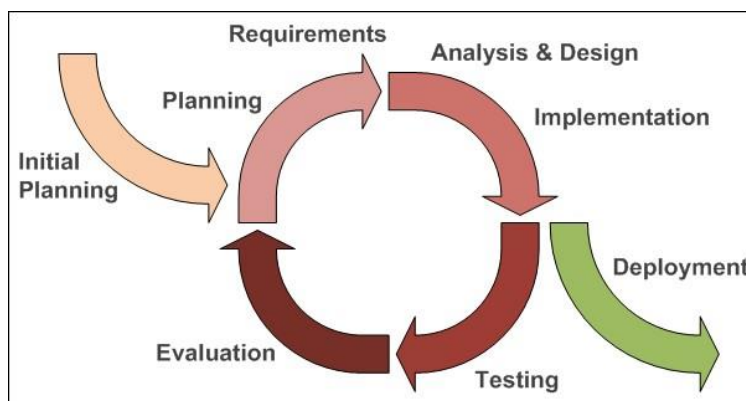 Requirements
Analysis & Design
Planning
Implementation
Initial
Planning
Deployment
Evaluation
Testing